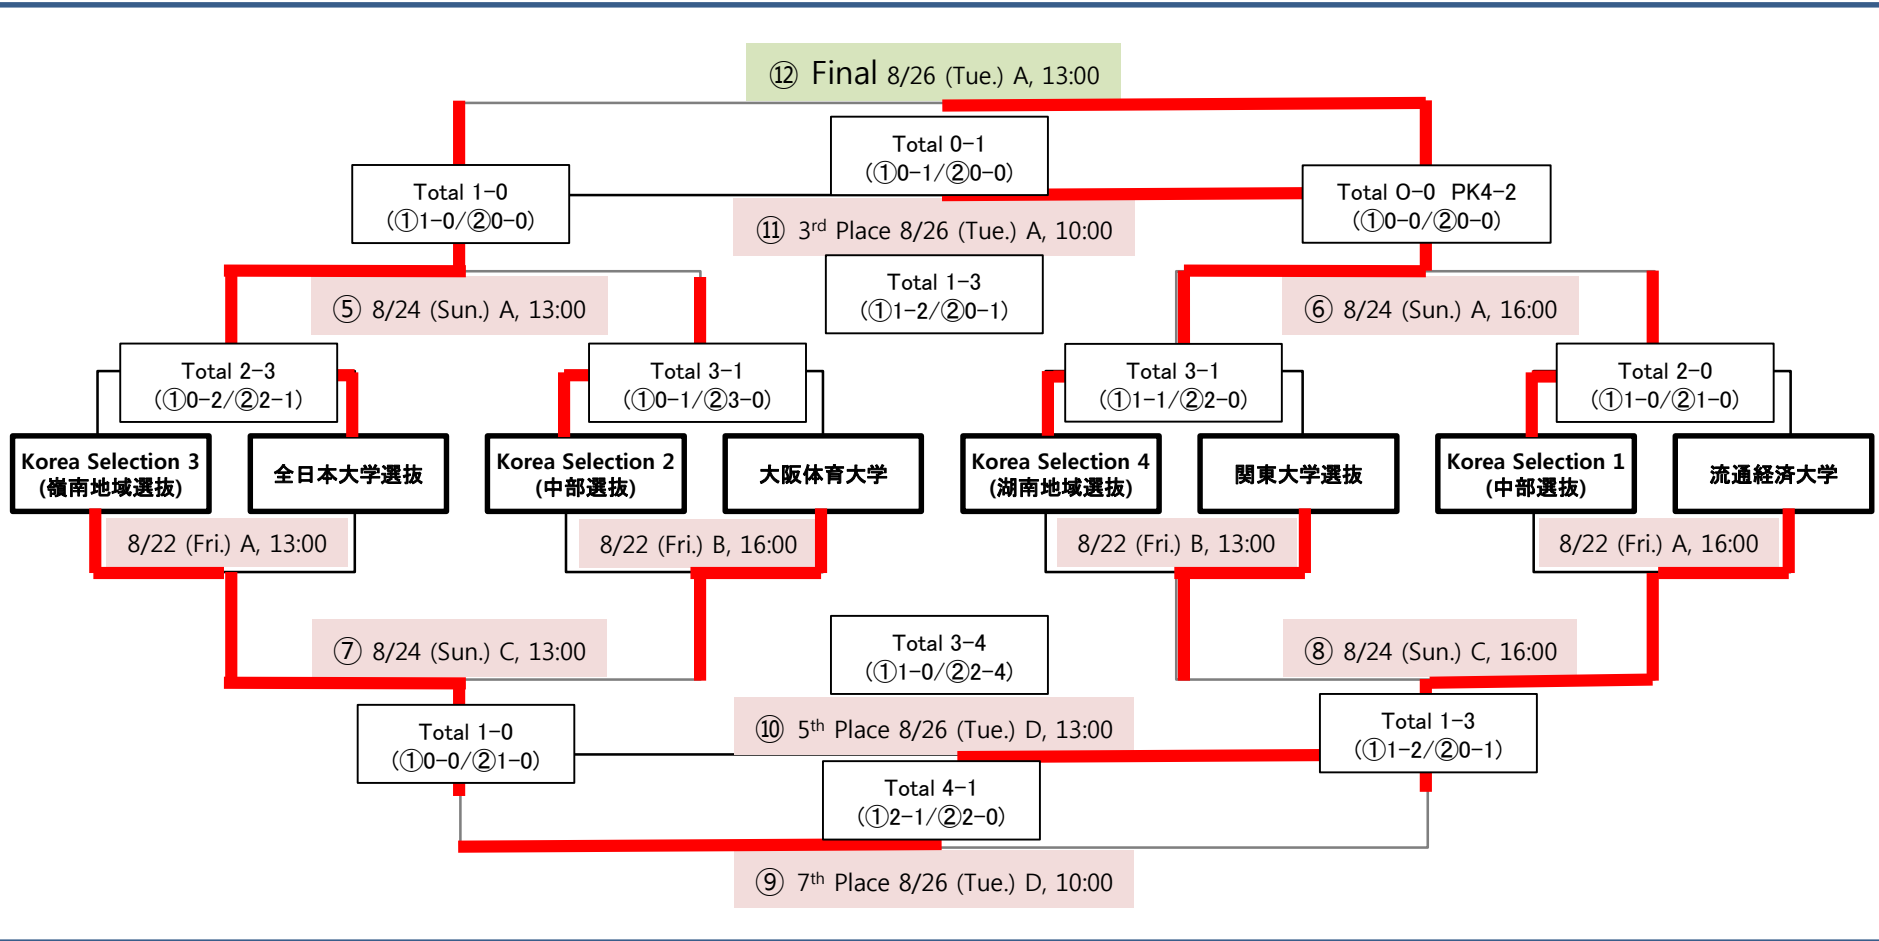 ⑫ Final 8/26 (Tue.) A, 13:00
Total 0-1
(①0-1/②0-0)
Total 1-0
(①1-0/②0-0)
Total O-0 PK4-2
(①0-0/②0-0)
⑪ 3rd Place 8/26 (Tue.) A, 10:00
Total 1-3
(①1-2/②0-1)
⑤ 8/24 (Sun.) A, 13:00
⑥ 8/24 (Sun.) A, 16:00
Total 2-3
(①0-2/②2-1)
Total 3-1
(①0-1/②3-0)
Total 3-1
(①1-1/②2-0)
Total 2-0
(①1-0/②1-0)
Korea Selection 3
(嶺南地域選抜)
全日本大学選抜
Korea Selection 2
(中部選抜)
大阪体育大学
Korea Selection 4
(湖南地域選抜)
関東大学選抜
Korea Selection 1
(中部選抜)
流通経済大学
8/22 (Fri.) A, 13:00
8/22 (Fri.) B, 16:00
8/22 (Fri.) B, 13:00
8/22 (Fri.) A, 16:00
⑦ 8/24 (Sun.) C, 13:00
Total 3-4
(①1-0/②2-4)
⑧ 8/24 (Sun.) C, 16:00
Total 1-0
(①0-0/②1-0)
⑩ 5th Place 8/26 (Tue.) D, 13:00
Total 1-3
(①1-2/②0-1)
Total 4-1
(①2-1/②2-0)
⑨ 7th Place 8/26 (Tue.) D, 10:00